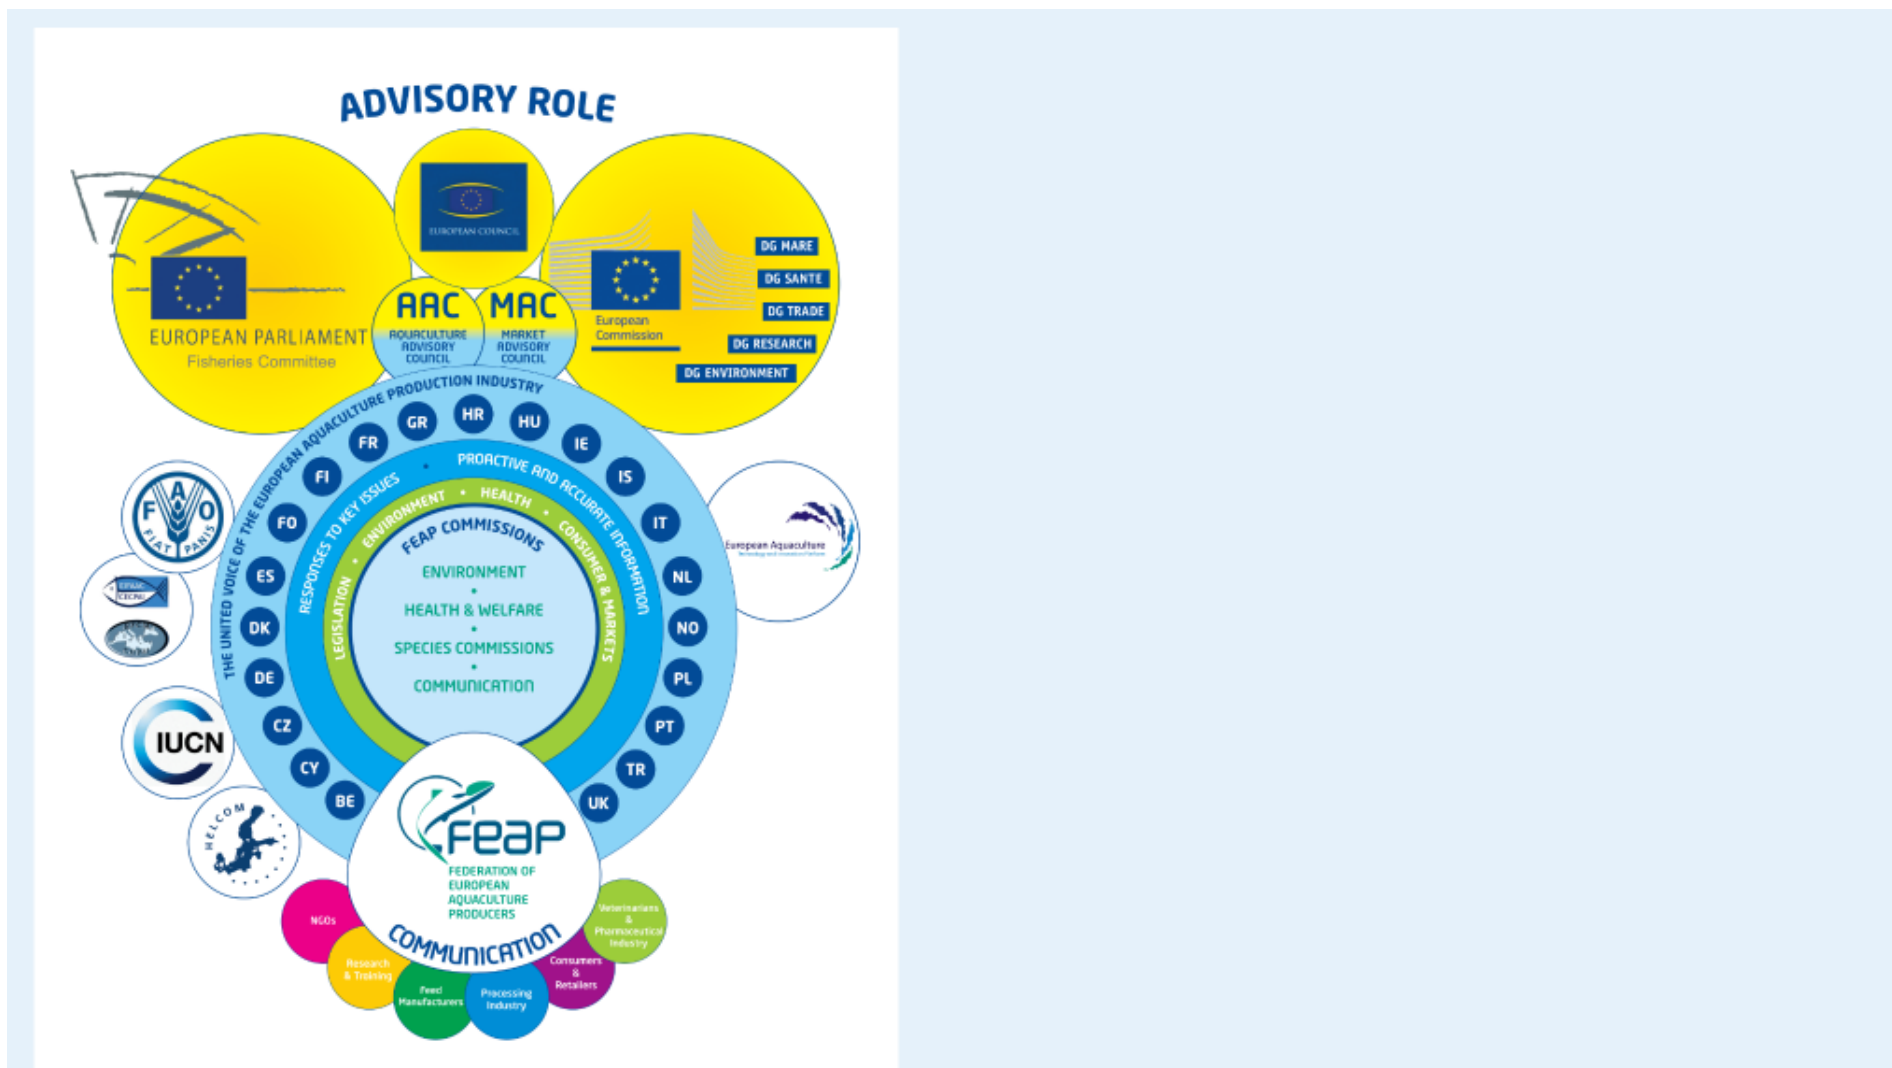 ADVISORY ROLE
EUROPEAN COUNCIL
EUROPEAN PARLIAMENT
Fisheries Committee
AAC
AQUACULTURE
ADVISORY
COUNCIL
MAC
MARKET
ADVISORY
COUNCIL
European
Commission
DG MARE
DG SANTE
DG TRADE
DG RESEARCH
DG ENVIRONMENT
THE UNITED VOICE OF THE EUROPEAN AQUACULTURE PRODUCTION INDUSTRY
BE
CY
CZ
DE
DK
ES
FO
FI
FR
GR
HR
HU
IE
IS
IT
NL
NO
PL
PT
TR
UK
RESPONSES TO KEY ISSUES • PROACTIVE AND ACCURATE INFORMATION
LEGISLATION • ENVIRONMENT • HEALTH • CONSUMER & MARKETS
FEAP COMMISSIONS
ENVIRONMENT
•
HEALTH & WELFARE
•
SPECIES COMMISSIONS
•
COMMUNICATION
FAO
FIAT PANIS
IUCN
HELCOM
European Aquaculture
FEAP
FEDERATION OF
EUROPEAN
AQUACULTURE
PRODUCERS
COMMUNICATION
NGOs
Research
& Training
Feed
Manufacturers
Processing
Industry
Consumers
&
Retailers
Veterinarians
&
Pharmaceutical
Industry